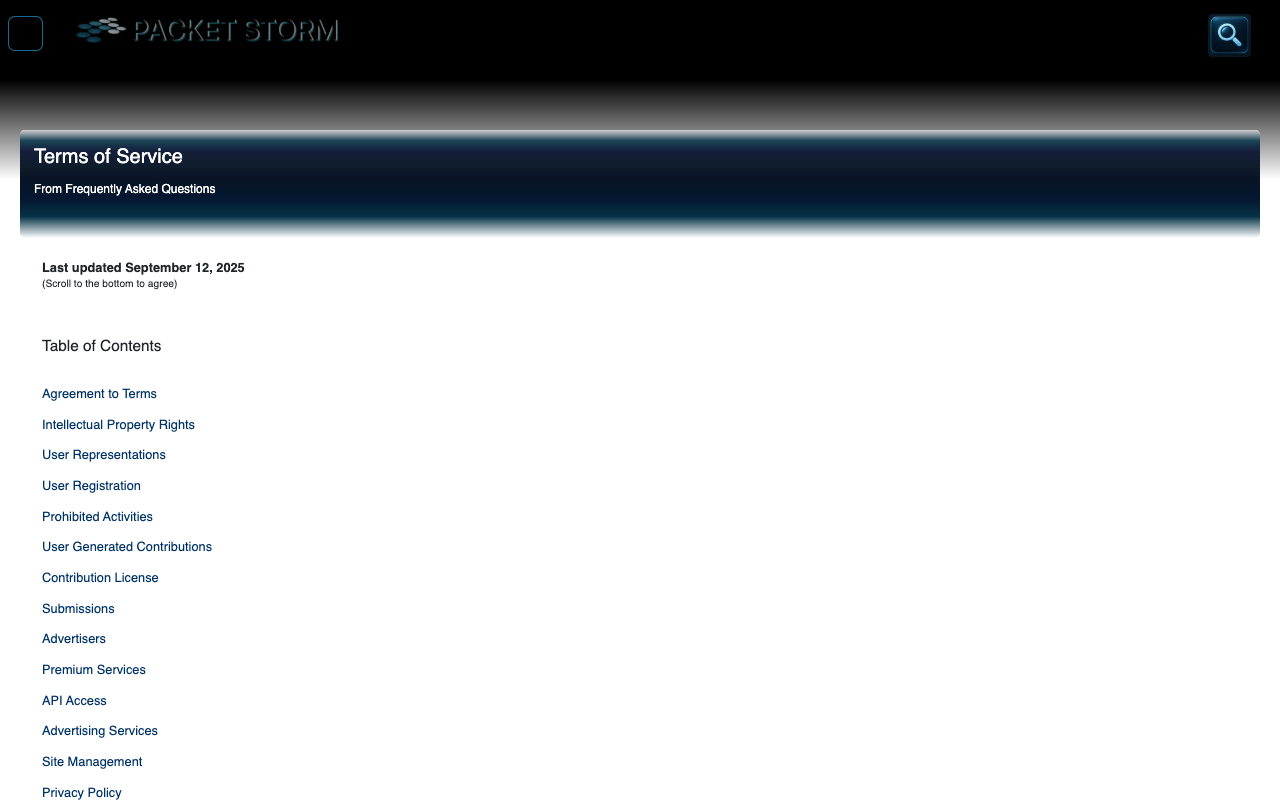 PACKET STORM
Terms of Service
From Frequently Asked Questions
Last updated September 12, 2025
(Scroll to the bottom to agree)
Table of Contents
Agreement to Terms
Intellectual Property Rights
User Representations
User Registration
Prohibited Activities
User Generated Contributions
Contribution License
Submissions
Advertisers
Premium Services
API Access
Advertising Services
Site Management
Privacy Policy